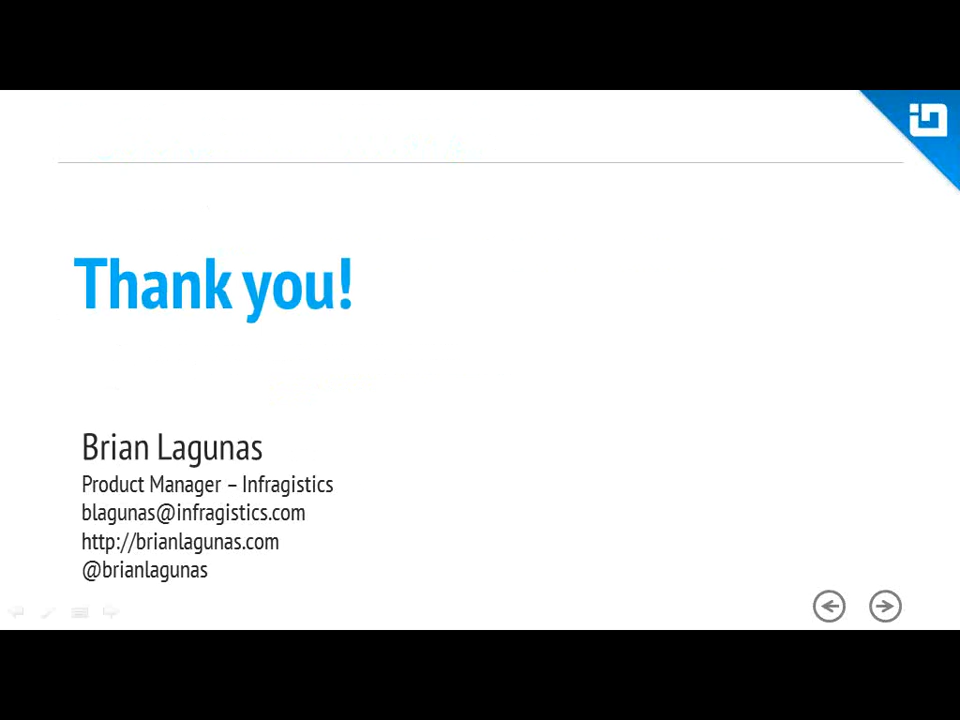 Thank you!
Brian Lagunas
Product Manager – Infragistics
blagunas@infragistics.com
http://brianlagunas.com
@brianlagunas